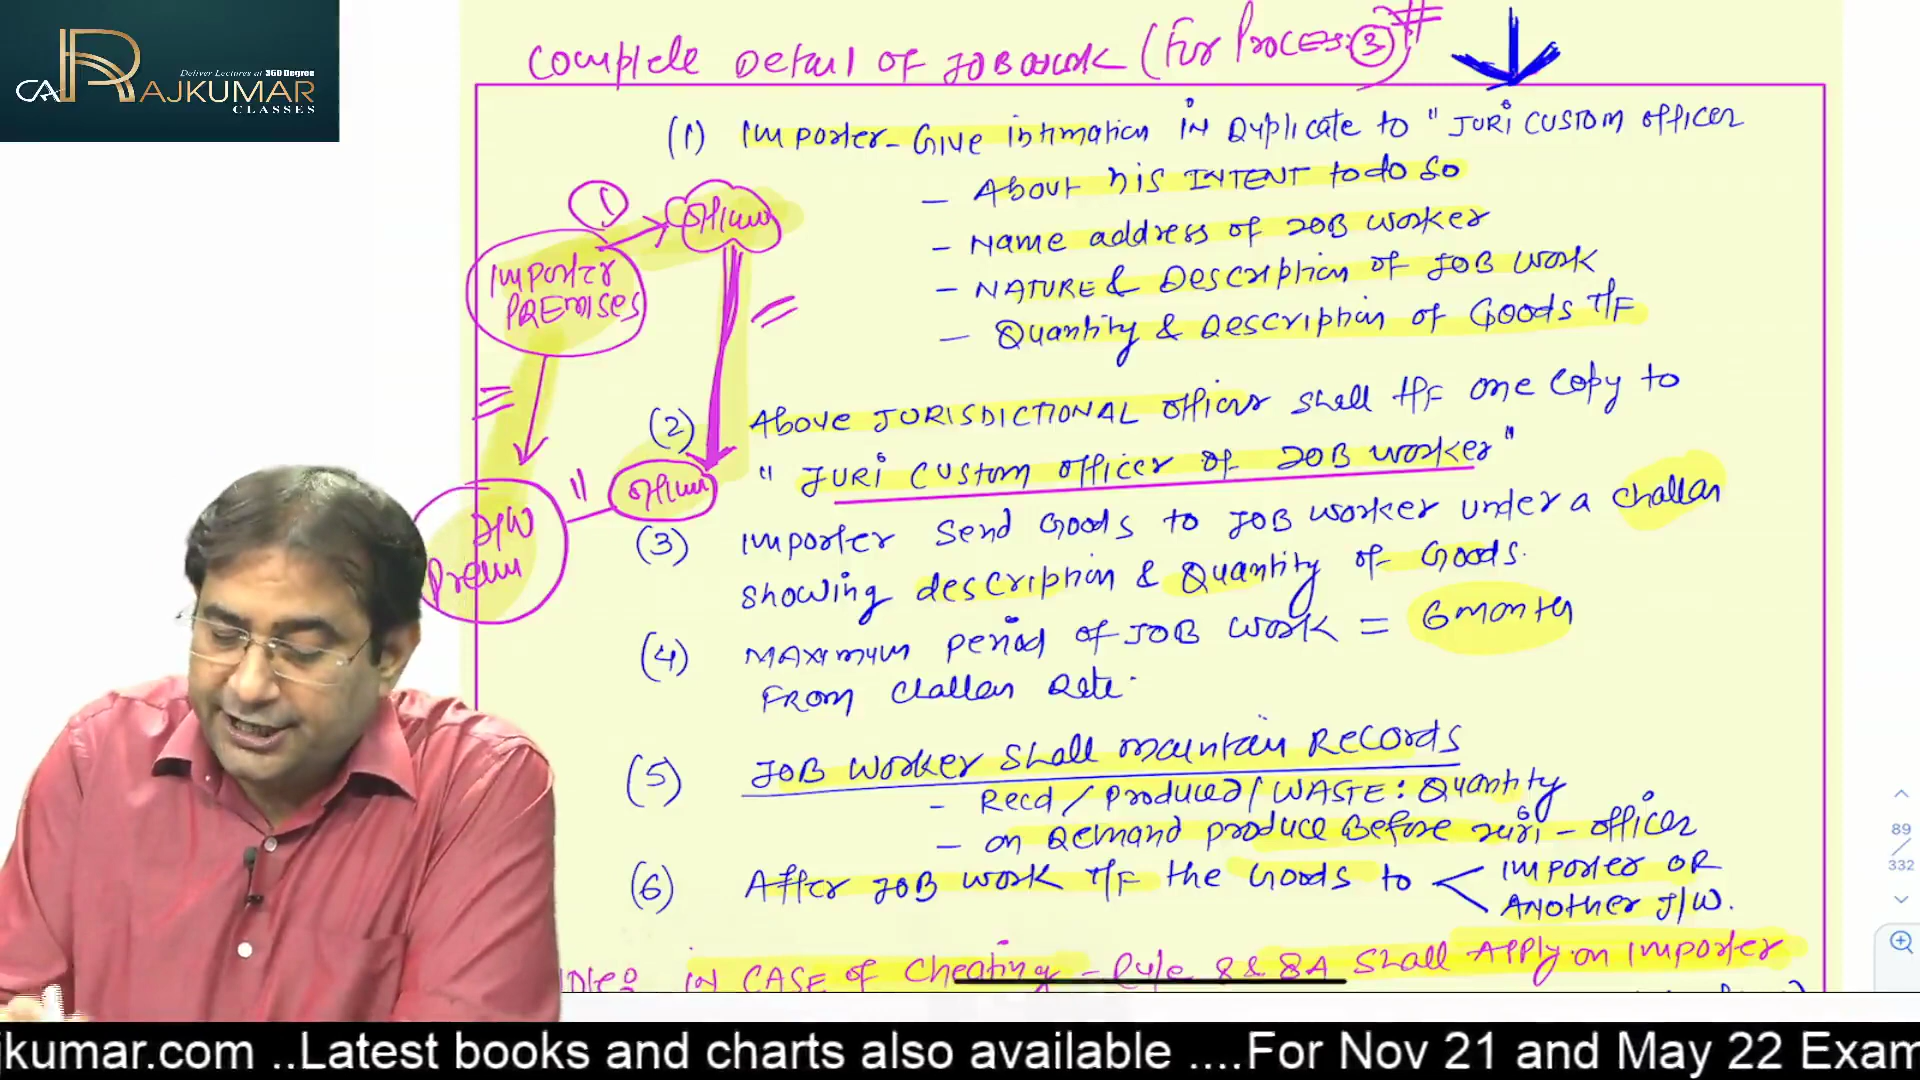 Deliver Lectures at 360 Degree
CA RAJKUMAR
CLASSES
Complete Detail of JOB work (For Process: 3) #
(1) Importer - Give intimation in Duplicate to "Juri Custom officer
- About his INTENT to do so
- Name address of JOB worker
- NATURE & Description of JOB work
- Quantity & Description of Goods T/F
1
officer
Importer
PREmises
(2) Above JURISDICTIONAL officer shall T/F one copy to
"JURi Custom officer of JOB worker"
officer
J/W
Prem
(3) Importer Send Goods to JOB worker under a challan
showing description & Quantity of Goods.
(4) Maximum period of JOB work = 6 month
From Challan Date.
(5) JOB worker shall maintain Records
- Recd / Produced / WASTE : Quantity
- on Demand produce Before juri - officer
(6) After JOB work T/F the Goods to < Importer OR
Another J/W.
IN CASE of Cheating - Rule 8 & 8A Shall Apply on Importer
89
332
jkumar.com ..Latest books and charts also available ....For Nov 21 and May 22 Exam